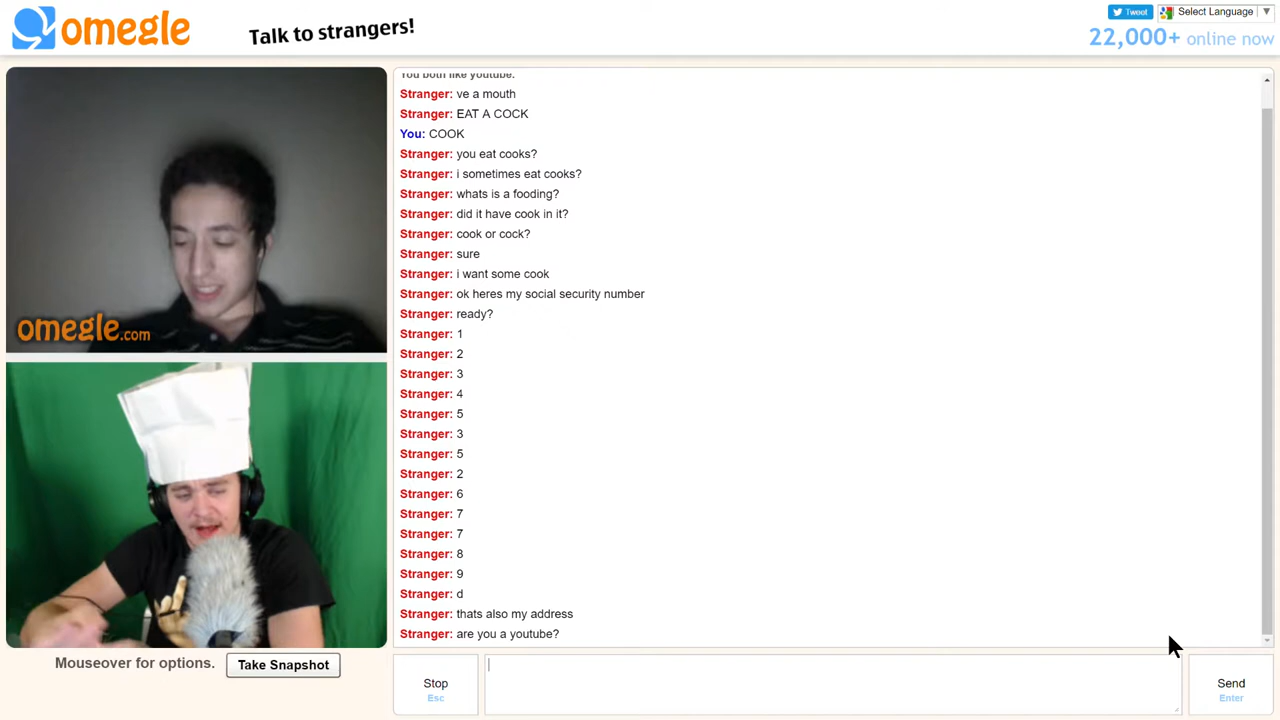 omegle
Talk to strangers!
Tweet
Select Language
22,000+ online now
You both like youtube.
Stranger: ve a mouth
Stranger: EAT A COCK
You: COOK
Stranger: you eat cooks?
Stranger: i sometimes eat cooks?
Stranger: whats is a fooding?
Stranger: did it have cook in it?
Stranger: cook or cock?
Stranger: sure
Stranger: i want some cook
Stranger: ok heres my social security number
Stranger: ready?
Stranger: 1
Stranger: 2
Stranger: 3
Stranger: 4
Stranger: 5
Stranger: 3
Stranger: 5
Stranger: 2
Stranger: 6
Stranger: 7
Stranger: 7
Stranger: 8
Stranger: 9
Stranger: d
Stranger: thats also my address
Stranger: are you a youtube?
omegle.com
Mouseover for options.
Take Snapshot
Stop
Esc
Send
Enter